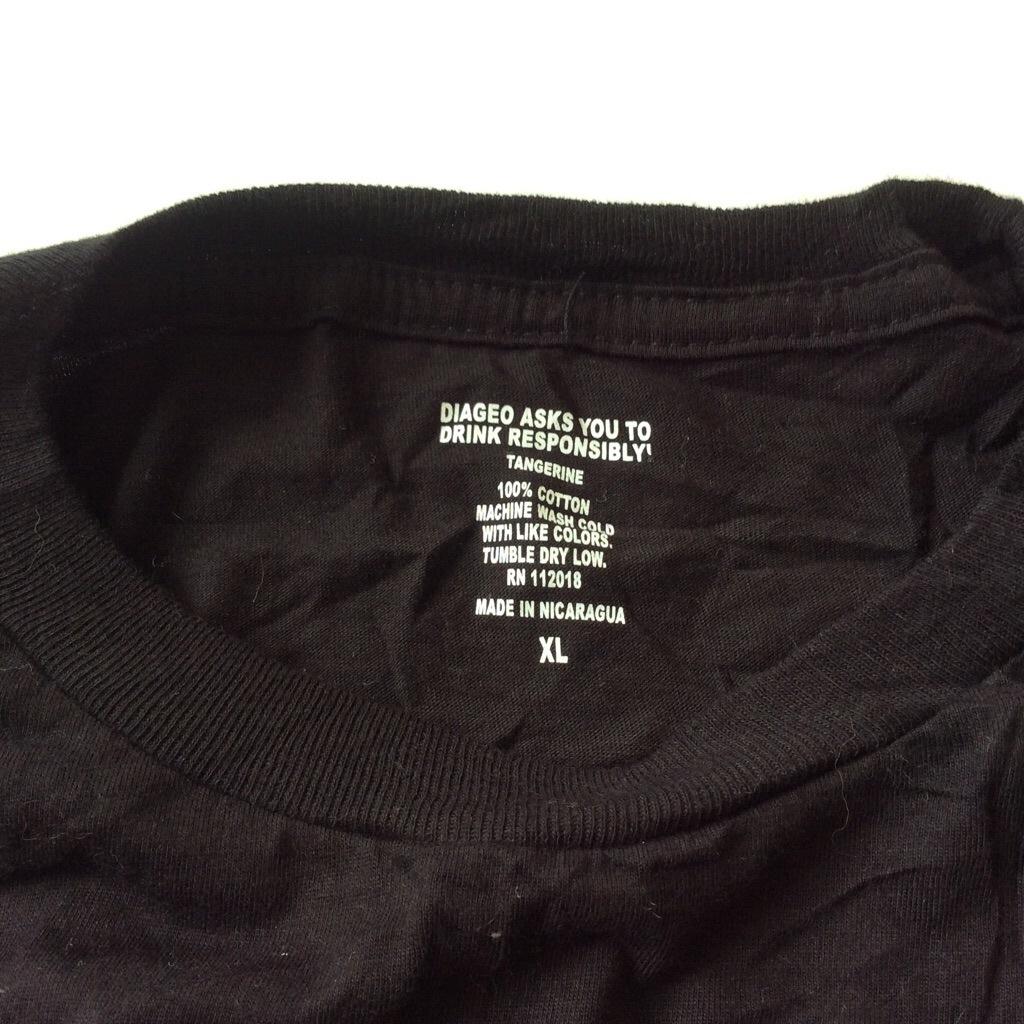 DIAGEO ASKS YOU TO
DRINK RESPONSIBLY!
TANGERINE
100% COTTON
MACHINE WASH COLD
WITH LIKE COLORS.
TUMBLE DRY LOW.
RN 112018
MADE IN NICARAGUA
XL